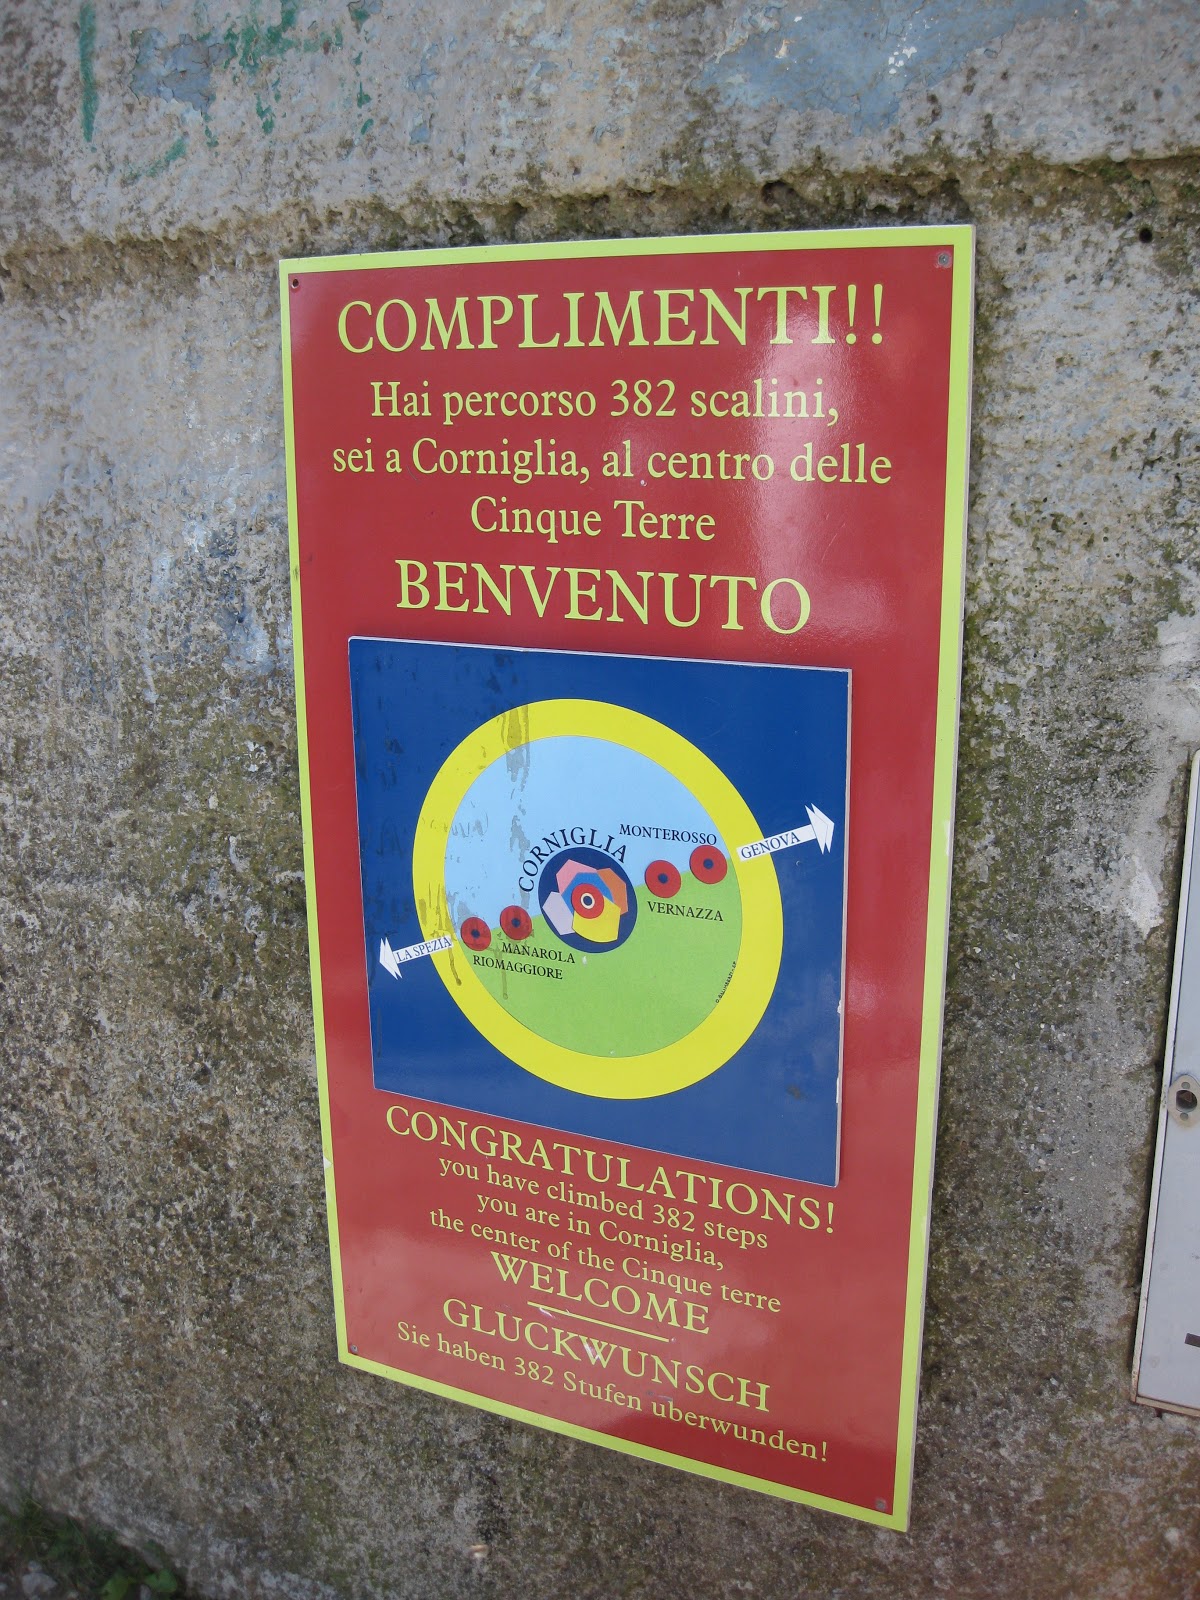 COMPLIMENTI!!
Hai percorso 382 scalini,
sei a Corniglia, al centro delle
Cinque Terre
BENVENUTO
CORNIGLIA
MONTEROSSO
GENOVA
VERNAZZA
LA SPEZIA
MANAROLA
RIOMAGGIORE
CONGRATULATIONS!
you have climbed 382 steps
you are in Corniglia,
the center of the Cinque terre
WELCOME
GLUCKWUNSCH
Sie haben 382 Stufen uberwunden!